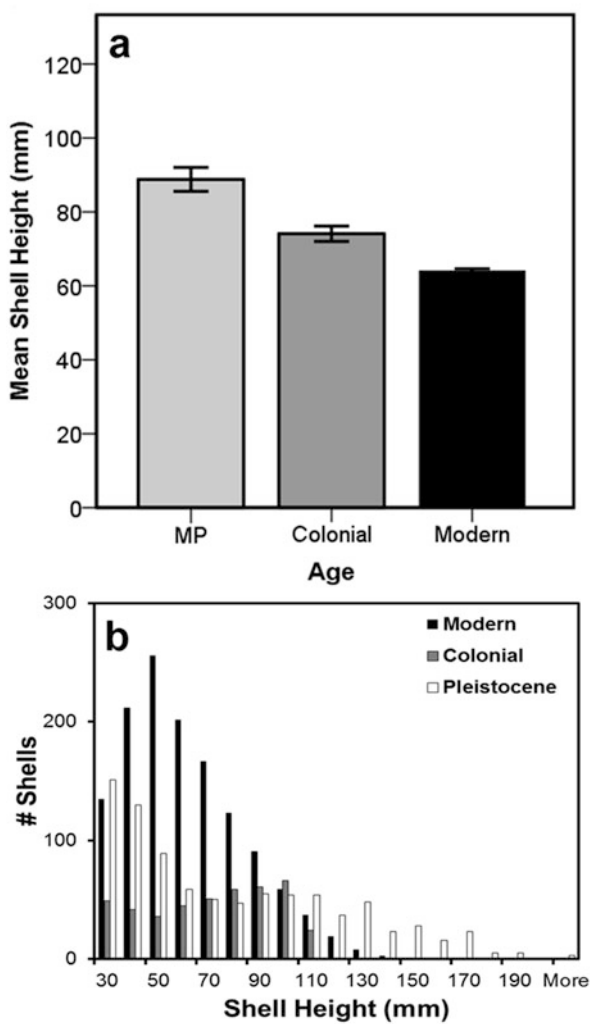 a
120
100
80
60
40
20
0
Mean Shell Height (mm)
MP Colonial Modern
Age
b
Modern
Colonial
Pleistocene
300
200
100
0
# Shells
30 50 70 90 110 130 150 170 190 More
Shell Height (mm)